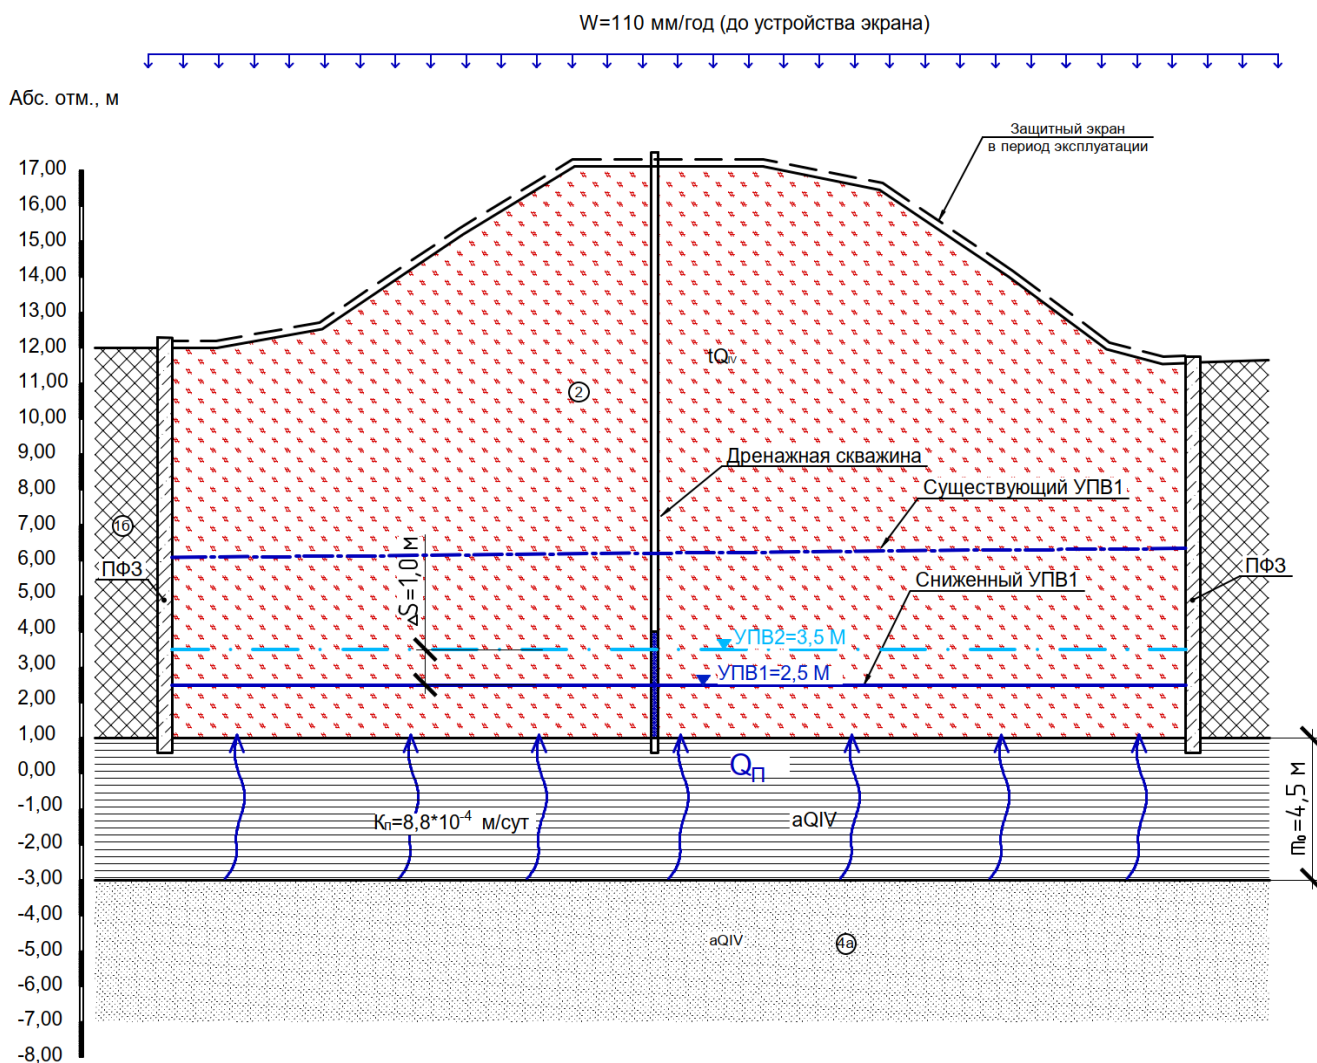 W=110 мм/год (до устройства экрана)
Абс. отм., м
Защитный экран
в период эксплуатации
17,00
16,00
15,00
14,00
13,00
12,00
11,00
10,00
9,00
8,00
7,00
6,00
5,00
4,00
3,00
2,00
1,00
0,00
-1,00
-2,00
-3,00
-4,00
-5,00
-6,00
-7,00
-8,00
tQIV
2
Дренажная скважина
Существующий УПВ1
1б
ПФЗ
ΔS=1,0 м
Сниженный УПВ1
ПФЗ
УПВ2=3,5 М
УПВ1=2,5 М
QП
Kп=8,8*10-4 м/сут
aQIV
m0=4,5 м
aQIV
4а